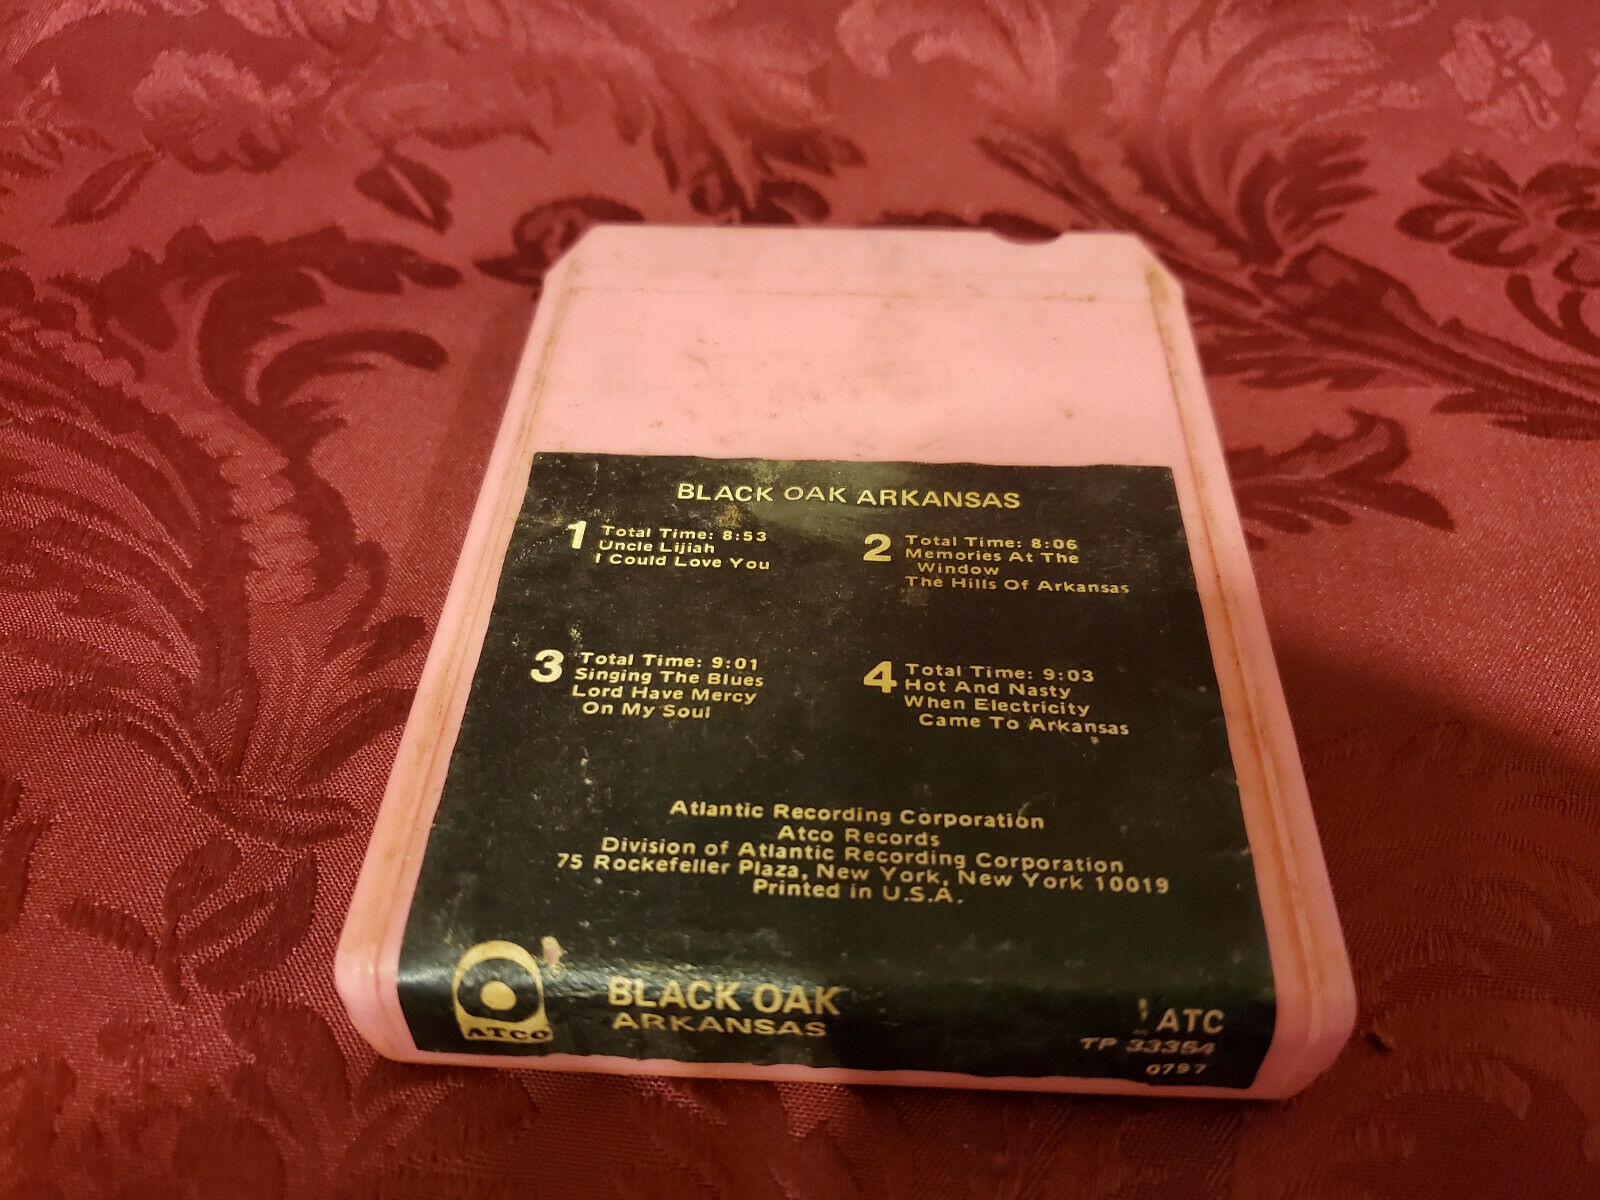 BLACK OAK ARKANSAS
1 Total Time: 8:53
Uncle Lijiah
I Could Love You
2 Total Time: 8:06
Memories At The
Window
The Hills Of Arkansas
3 Total Time: 9:01
Singing The Blues
Lord Have Mercy
On My Soul
4 Total Time: 9:03
Hot And Nasty
When Electricity
Came To Arkansas
Atlantic Recording Corporation
Atco Records
Division of Atlantic Recording Corporation
75 Rockefeller Plaza, New York, New York 10019
Printed in U.S.A.
ATCO
BLACK OAK
ARKANSAS
ATC
TP 33354
0797